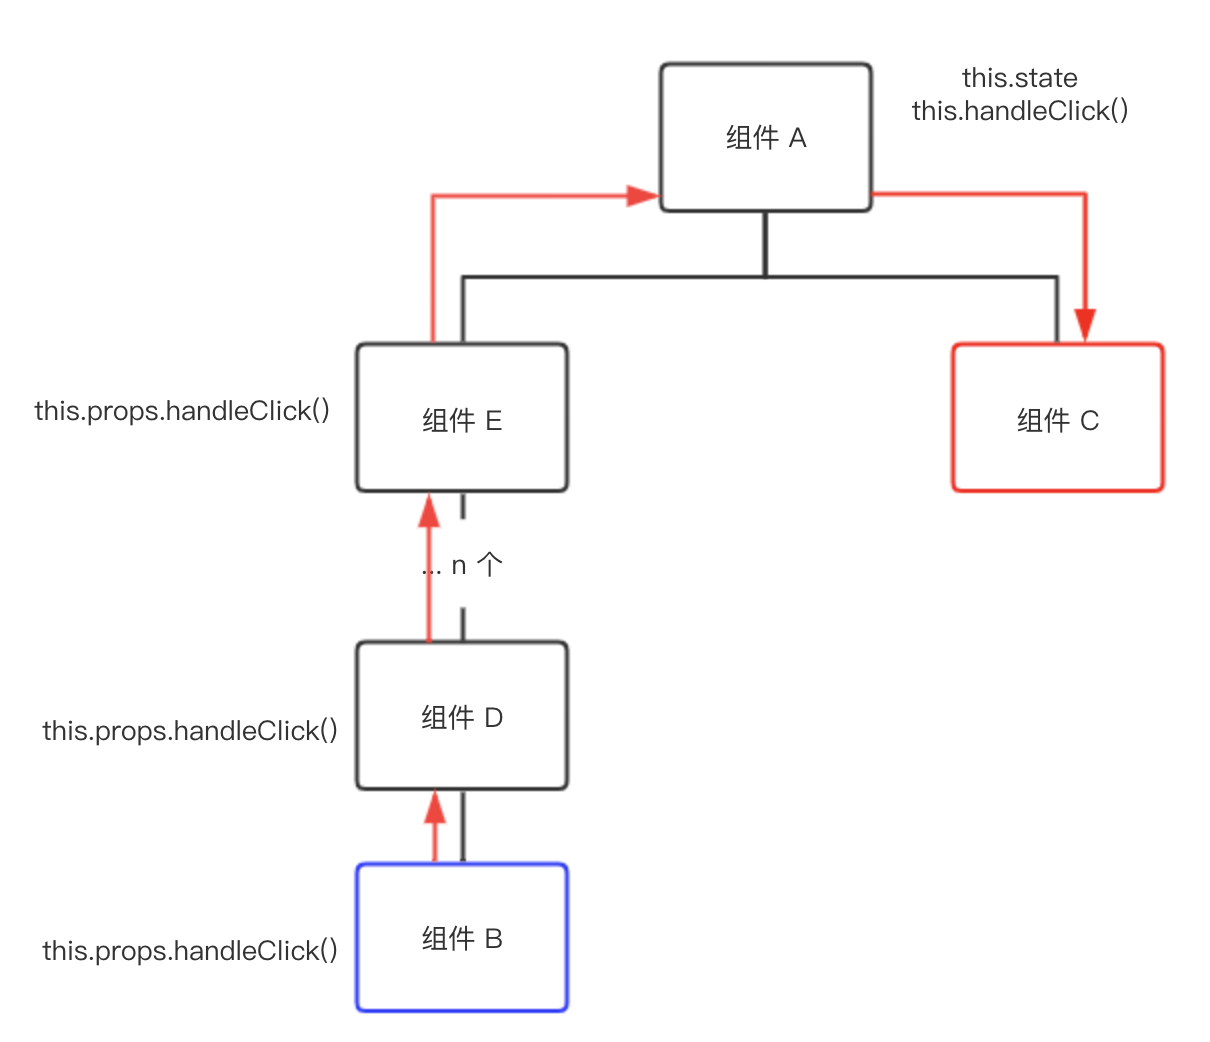 this.state
this.handleClick()
组件 A
this.props.handleClick()
组件 E
组件 C
... n 个
this.props.handleClick()
组件 D
this.props.handleClick()
组件 B